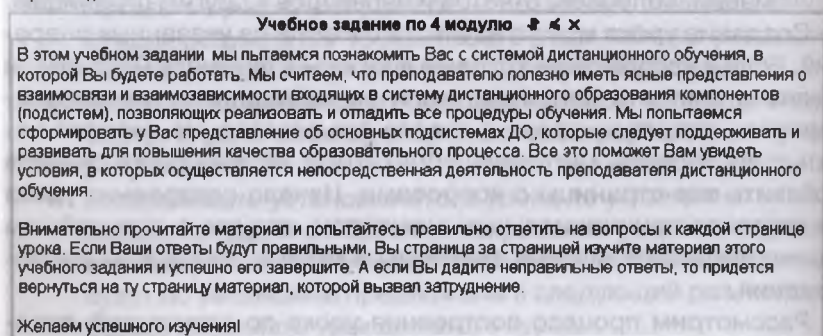 Учебное задание по 4 модулю
В этом учебном задании мы пытаемся познакомить Вас с системой дистанционного обучения, в
которой Вы будете работать. Мы считаем, что преподавателю полезно иметь ясные представления о
взаимосвязи и взаимозависимости входящих в систему дистанционного образования компонентов
(подсистем), позволяющих реализовать и отладить все процедуры обучения. Мы попытаемся
сформировать у Вас представление об основных подсистемах ДО, которые следует поддерживать и
развивать для повышения качества образовательного процесса. Все это поможет Вам увидеть
условия, в которых осуществляется непосредственная деятельность преподавателя дистанционного
обучения.
Внимательно прочитайте материал и попытайтесь правильно ответить на вопросы к каждой странице
урока. Если Ваши ответы будут правильными, Вы страница за страницей изучите материал этого
учебного задания и успешно его завершите. А если Вы дадите неправильные ответы, то придется
вернуться на ту страницу материал, которой вызвал затруднение.
Желаем успешного изучения!